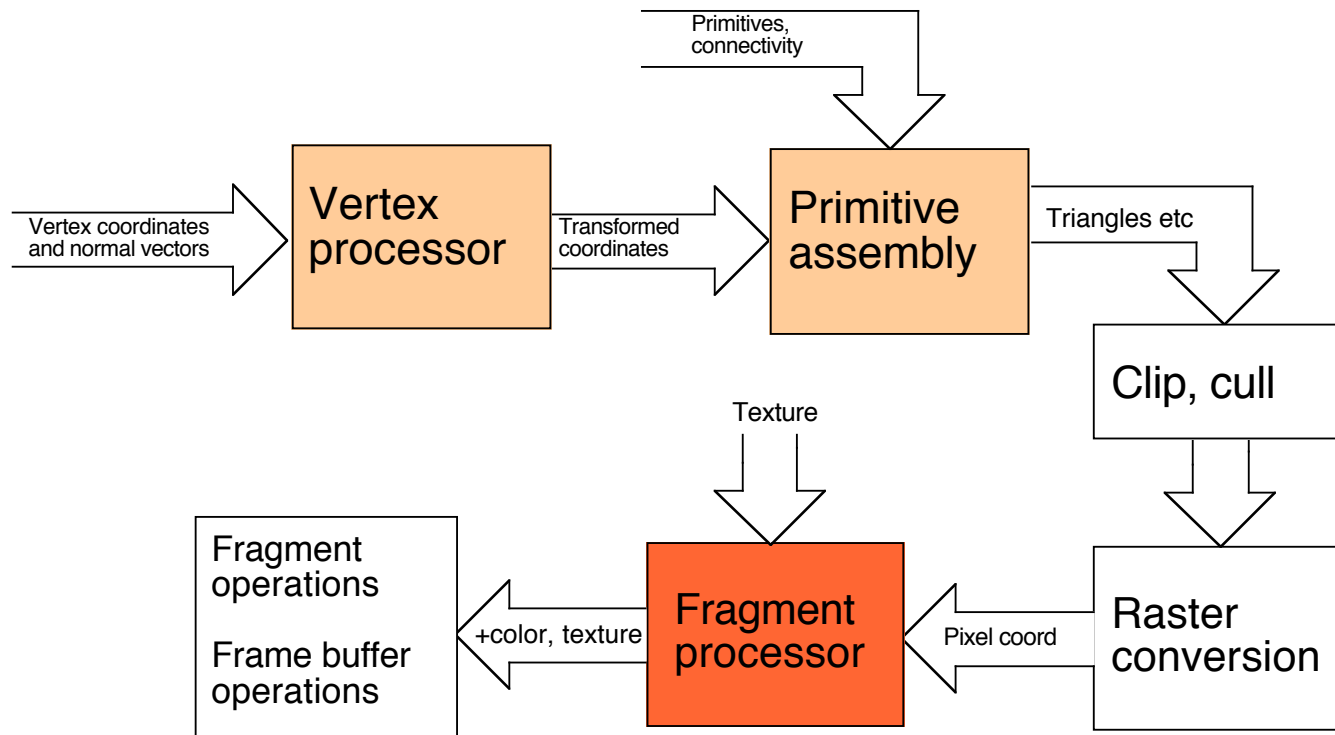 Primitives,
connectivity
Vertex coordinates
and normal vectors
Vertex
processor
Transformed
coordinates
Primitive
assembly
Triangles etc
Clip, cull
Raster
conversion
Pixel coord
Texture
Fragment
processor
+color, texture
Fragment
operations
Frame buffer
operations